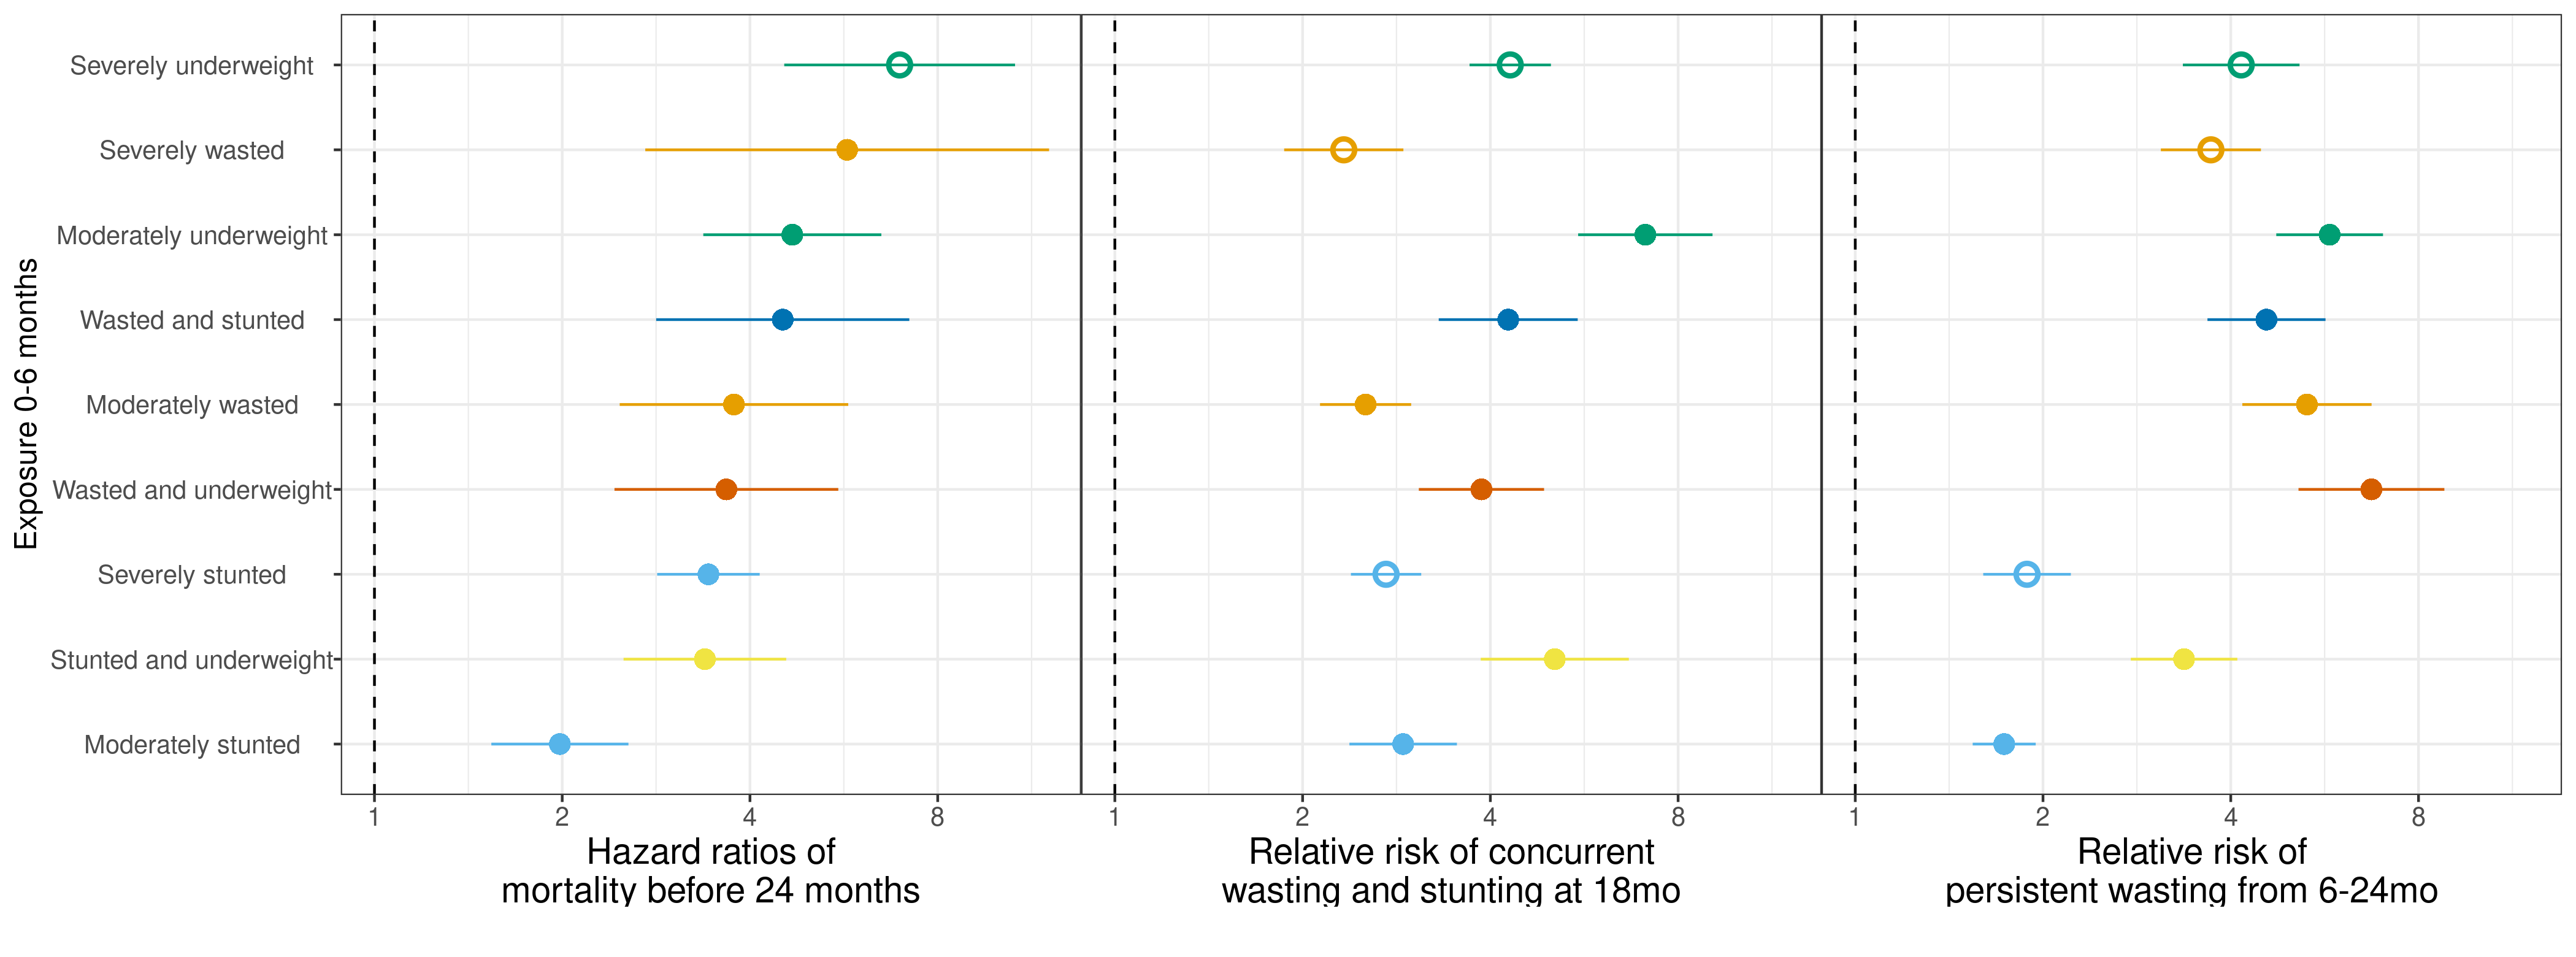 Exposure 0-6 months
Severely underweight
Severely wasted
Moderately underweight
Wasted and stunted
Moderately wasted
Wasted and underweight
Severely stunted
Stunted and underweight
Moderately stunted
1 2 4 8 1 2 4 8 1 2 4 8
Hazard ratios of
mortality before 24 months
Relative risk of concurrent
wasting and stunting at 18mo
Relative risk of
persistent wasting from 6-24mo